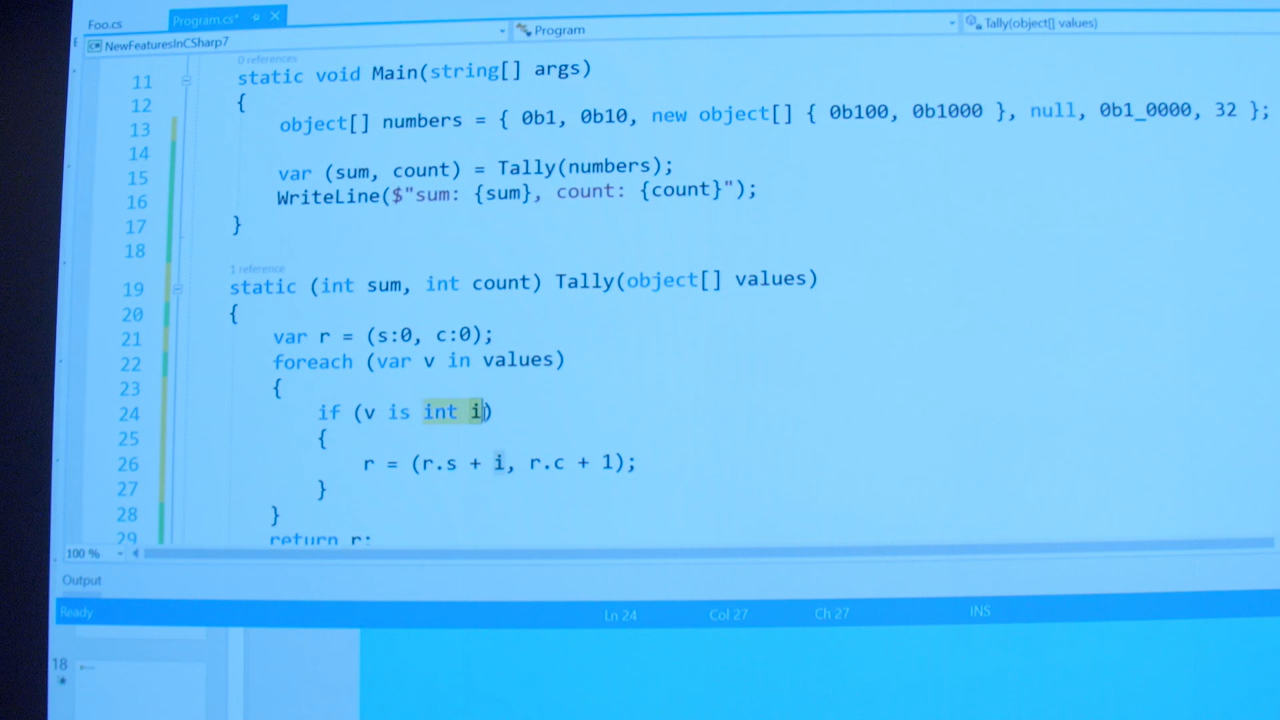 Foo.cs Program.cs*
NewFeaturesInCSharp7 Program Tally(object[] values)
0 references
11 static void Main(string[] args)
12 {
13 object[] numbers = { 0b1, 0b10, new object[] { 0b100, 0b1000 }, null, 0b1_0000, 32 };
14
15 var (sum, count) = Tally(numbers);
16 WriteLine($"sum: {sum}, count: {count}");
17 }
18
1 reference
19 static (int sum, int count) Tally(object[] values)
20 {
21 var r = (s:0, c:0);
22 foreach (var v in values)
23 {
24 if (v is int i)
25 {
26 r = (r.s + i, r.c + 1);
27 }
28 }
29 return r;
100 %
Output
Ready Ln 24 Col 27 Ch 27 INS
18